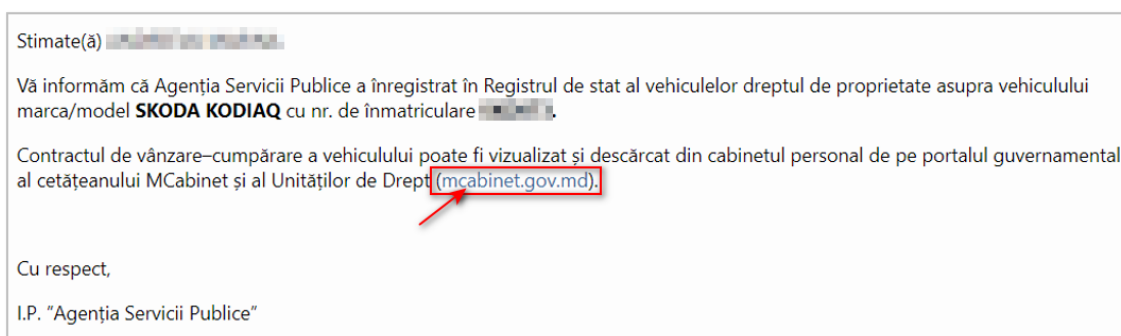 Stimate(ă)
Vă informăm că Agenția Servicii Publice a înregistrat în Registrul de stat al vehiculelor dreptul de proprietate asupra vehiculului
marca/model SKODA KODIAQ cu nr. de înmatriculare
Contractul de vânzare–cumpărare a vehiculului poate fi vizualizat și descărcat din cabinetul personal de pe portalul guvernamental
al cetățeanului MCabinet și al Unităților de Drept (mcabinet.gov.md).
Cu respect,
I.P. "Agenția Servicii Publice"